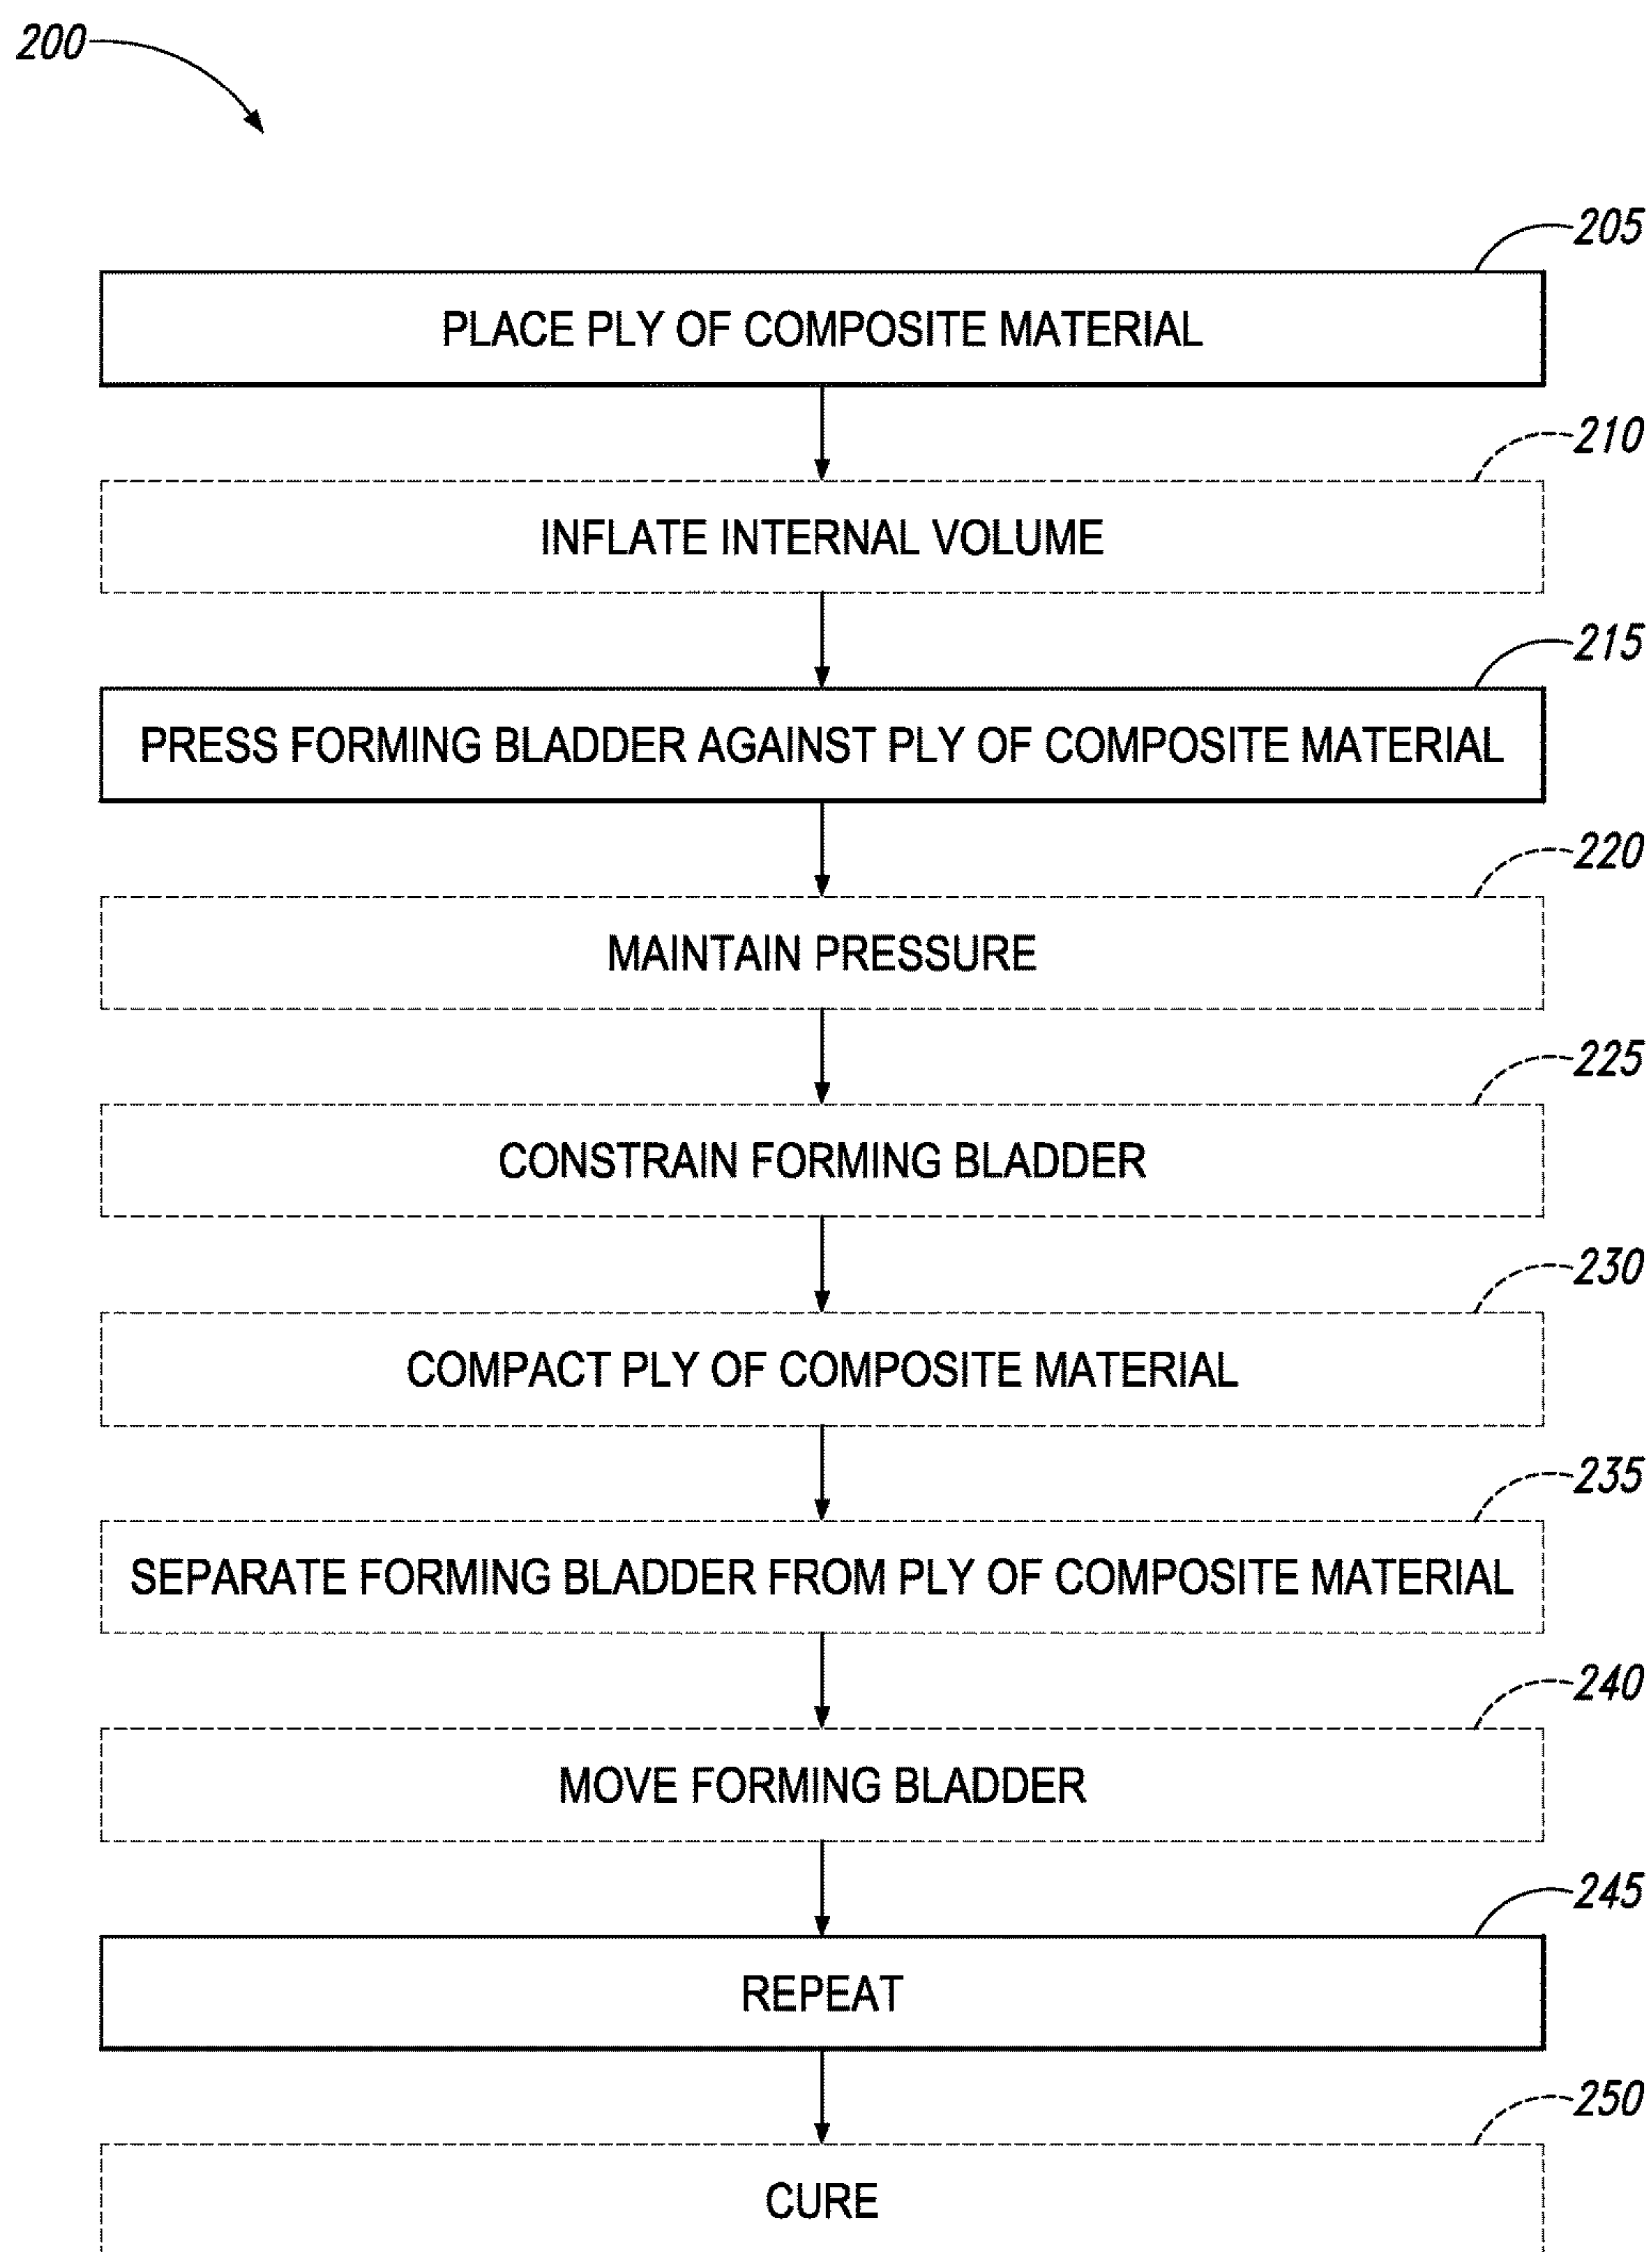 200
205
PLACE PLY OF COMPOSITE MATERIAL
210
INFLATE INTERNAL VOLUME
215
PRESS FORMING BLADDER AGAINST PLY OF COMPOSITE MATERIAL
220
MAINTAIN PRESSURE
225
CONSTRAIN FORMING BLADDER
230
COMPACT PLY OF COMPOSITE MATERIAL
235
SEPARATE FORMING BLADDER FROM PLY OF COMPOSITE MATERIAL
240
MOVE FORMING BLADDER
245
REPEAT
250
CURE